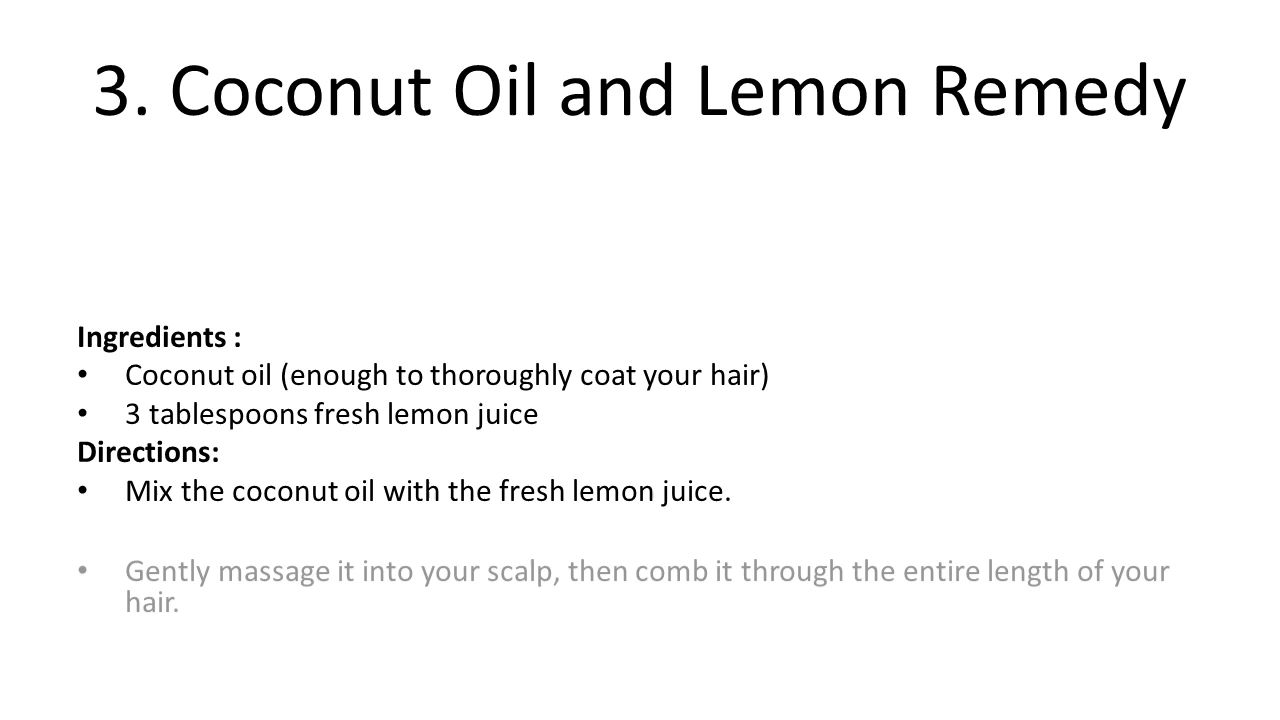 3. Coconut Oil and Lemon Remedy
Ingredients :
• Coconut oil (enough to thoroughly coat your hair)
• 3 tablespoons fresh lemon juice
Directions:
• Mix the coconut oil with the fresh lemon juice.
• Gently massage it into your scalp, then comb it through the entire length of your
hair.